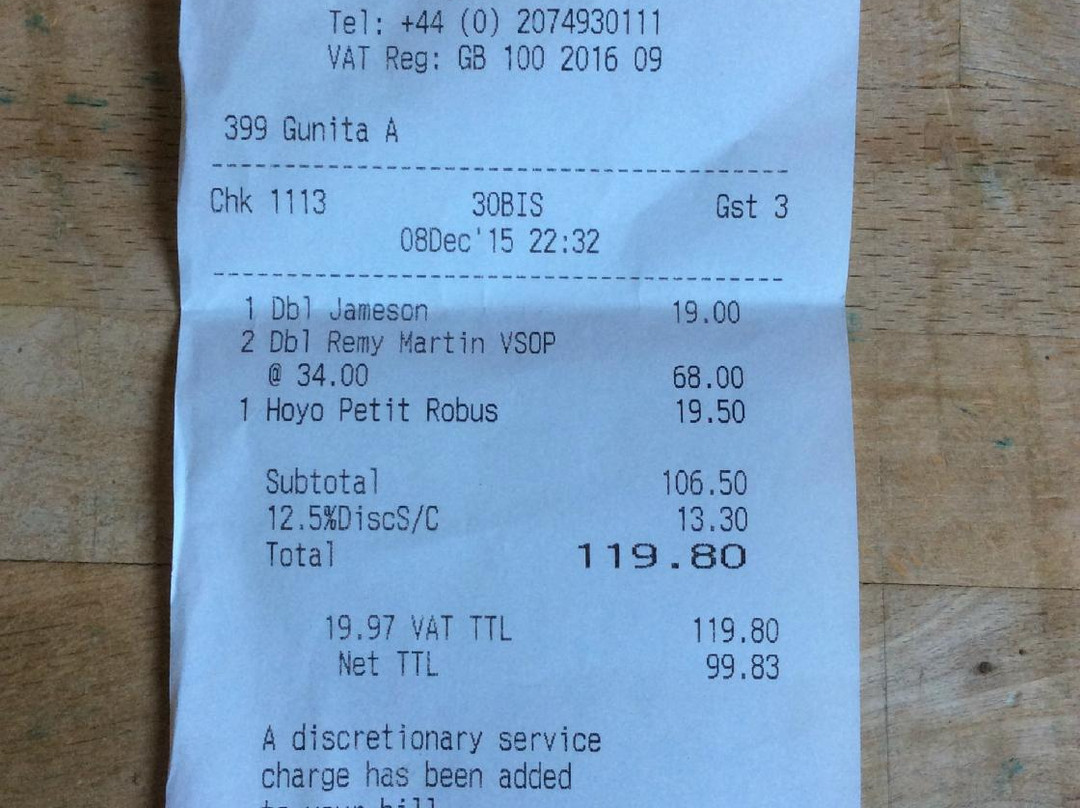 Tel: +44 (0) 2074930111
VAT Reg: GB 100 2016 09
399 Gunita A
Chk 1113 30BIS Gst 3
08Dec'15 22:32
1 Dbl Jameson 19.00
2 Dbl Remy Martin VSOP
@ 34.00 68.00
1 Hoyo Petit Robus 19.50
Subtotal 106.50
12.5%DiscS/C 13.30
Total 119.80
19.97 VAT TTL 119.80
Net TTL 99.83
A discretionary service
charge has been added
to your bill